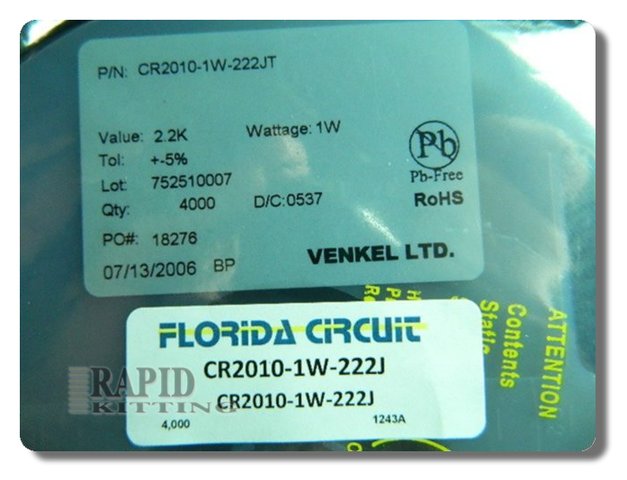 P/N: CR2010-1W-222JT
Value: 2.2K Wattage: 1W
Tol: +-5%
Lot: 752510007
Qty: 4000 D/C:0537
PO#: 18276
07/13/2006 BP
Pb
Pb-Free
RoHS
VENKEL LTD.
FLORIDA CIRCUIT
CR2010-1W-222J
CR2010-1W-222J
4,000 1243A
RAPID
KITTING
ATTENTION
Contents
Static